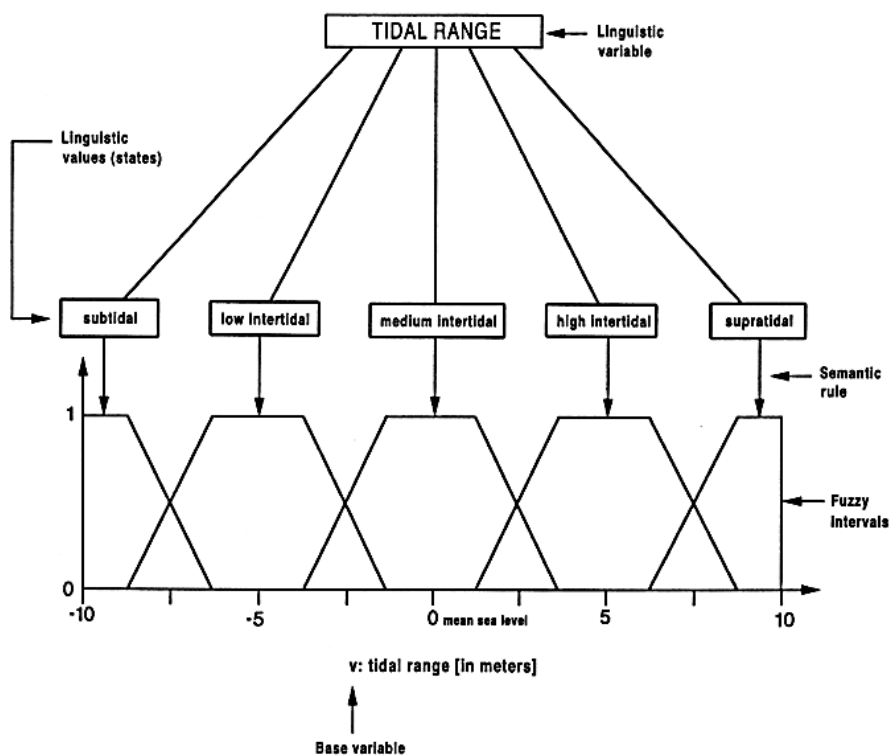 TIDAL RANGE
Linguistic
variable
Linguistic
values (states)
subtidal
low intertidal
medium intertidal
high intertidal
supratidal
Semantic
rule
1
Fuzzy
intervals
0
-10
-5
0 mean sea level
5
10
v: tidal range [in meters]
Base variable